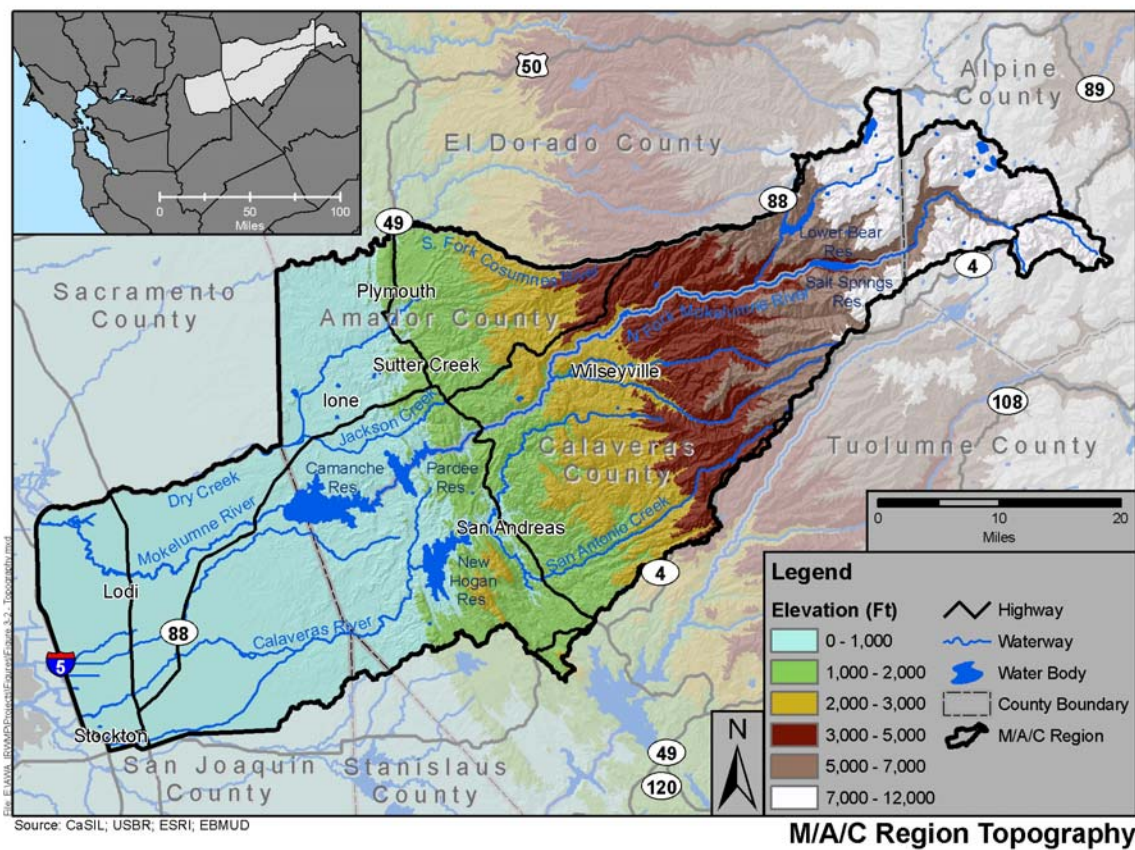 0 50 100
Miles
50
Alpine
County
89
El Dorado County
88
49
Lower Bear
Res.
4
S. Fork Cosumnes River
Salt Springs
Res.
Sacramento
County
Plymouth
Amador County
N Fork Mokelumne River
Sutter Creek
Wilseyville
108
Ione
Jackson Creek
Tuolumne County
Calaveras
County
Camanche
Res.
Pardee
Res.
Dry Creek
Mokelumne River
San Andreas
San Antonio Creek
0 10 20
Miles
Lodi
New
Hogan
Res
4
88
Calaveras River
5
Stockton
San Joaquin
County
Stanislaus
County
49
120
N
Legend
Elevation (Ft)
0 - 1,000
1,000 - 2,000
2,000 - 3,000
3,000 - 5,000
5,000 - 7,000
7,000 - 12,000
Highway
Waterway
Water Body
County Boundary
M/A/C Region
Source: CaSIL; USBR; ESRI; EBMUD
M/A/C Region Topography